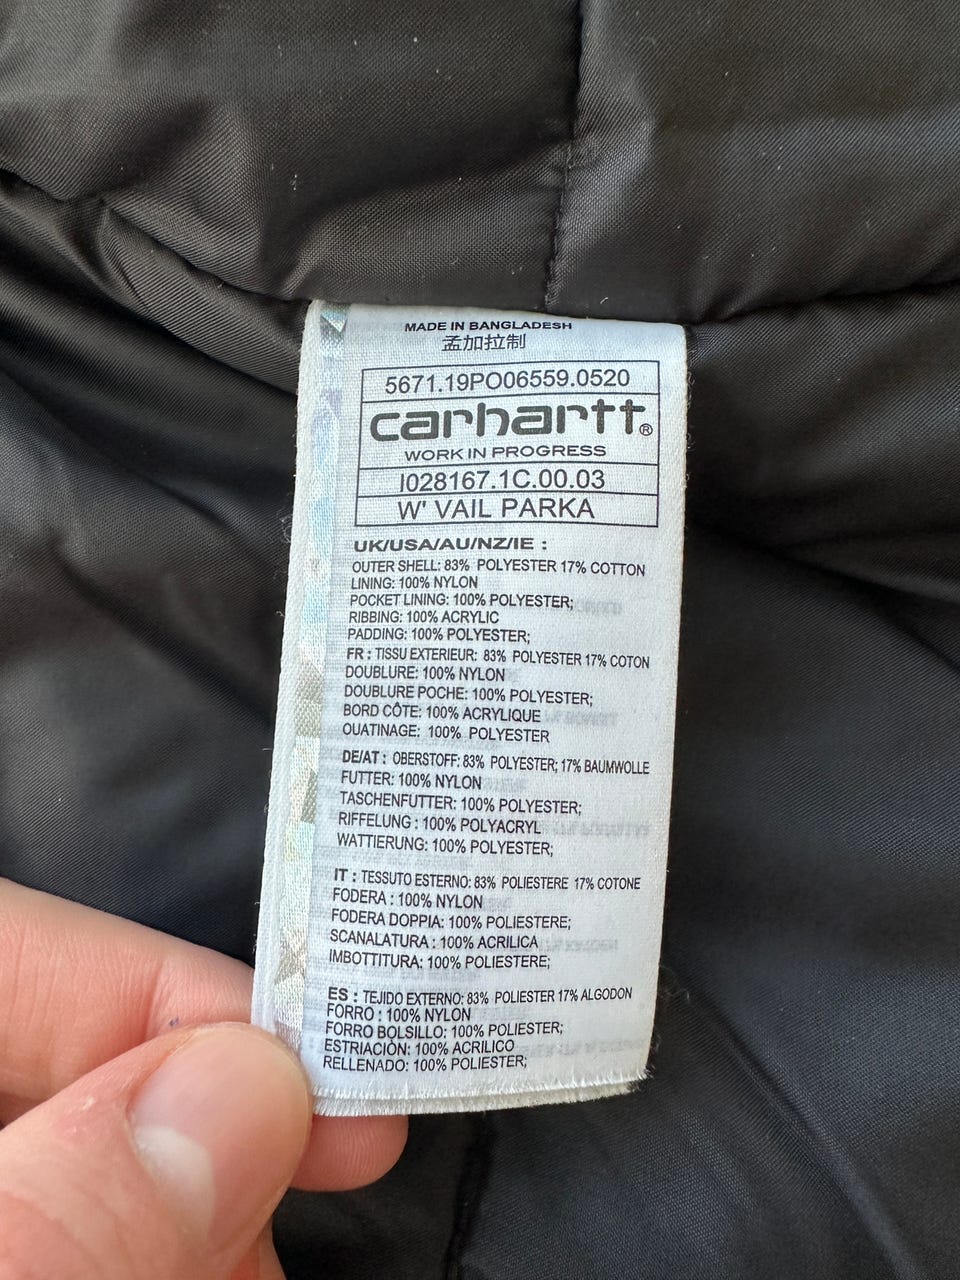 MADE IN BANGLADESH
孟加拉制
5671.19PO06559.0520
carhartt®
WORK IN PROGRESS
I028167.1C.00.03
W' VAIL PARKA
UK/USA/AU/NZ/IE :
OUTER SHELL: 83% POLYESTER 17% COTTON
LINING: 100% NYLON
POCKET LINING: 100% POLYESTER;
RIBBING: 100% ACRYLIC
PADDING: 100% POLYESTER;
FR : TISSU EXTERIEUR: 83% POLYESTER 17% COTON
DOUBLURE: 100% NYLON
DOUBLURE POCHE: 100% POLYESTER;
BORD CÔTE: 100% ACRYLIQUE
OUATINAGE: 100% POLYESTER
DE/AT : OBERSTOFF: 83% POLYESTER; 17% BAUMWOLLE
FUTTER: 100% NYLON
TASCHENFUTTER: 100% POLYESTER;
RIFFELUNG : 100% POLYACRYL
WATTIERUNG: 100% POLYESTER;
IT : TESSUTO ESTERNO: 83% POLIESTERE 17% COTONE
FODERA : 100% NYLON
FODERA DOPPIA: 100% POLIESTERE;
SCANALATURA : 100% ACRILICA
IMBOTTITURA: 100% POLIESTERE;
ES : TEJIDO EXTERNO: 83% POLIESTER 17% ALGODON
FORRO : 100% NYLON
FORRO BOLSILLO: 100% POLIESTER;
ESTRIACIÒN: 100% ACRILICO
RELLENADO: 100% POLIESTER;